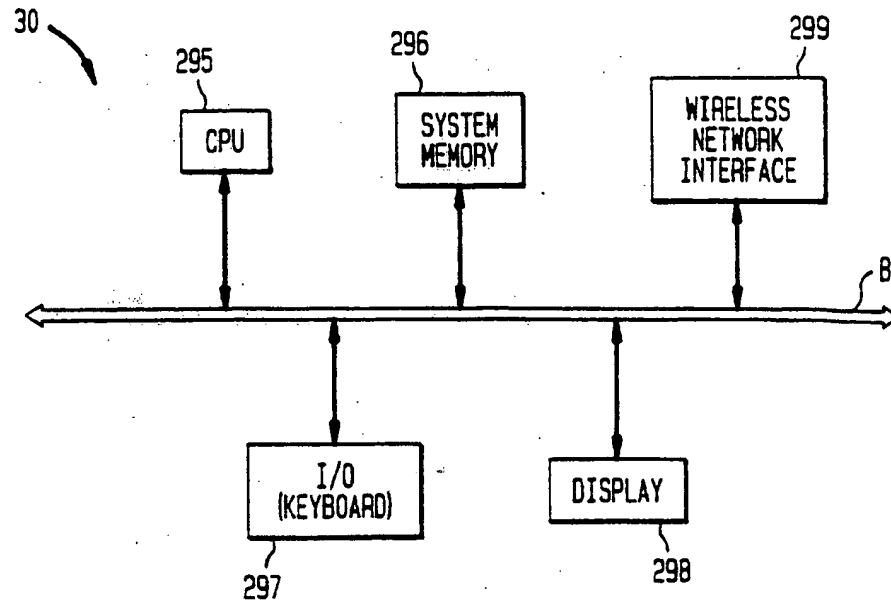 30
295
CPU
296
SYSTEM
MEMORY
299
WIRELESS
NETWORK
INTERFACE
B
I/O
(KEYBOARD)
297
DISPLAY
298